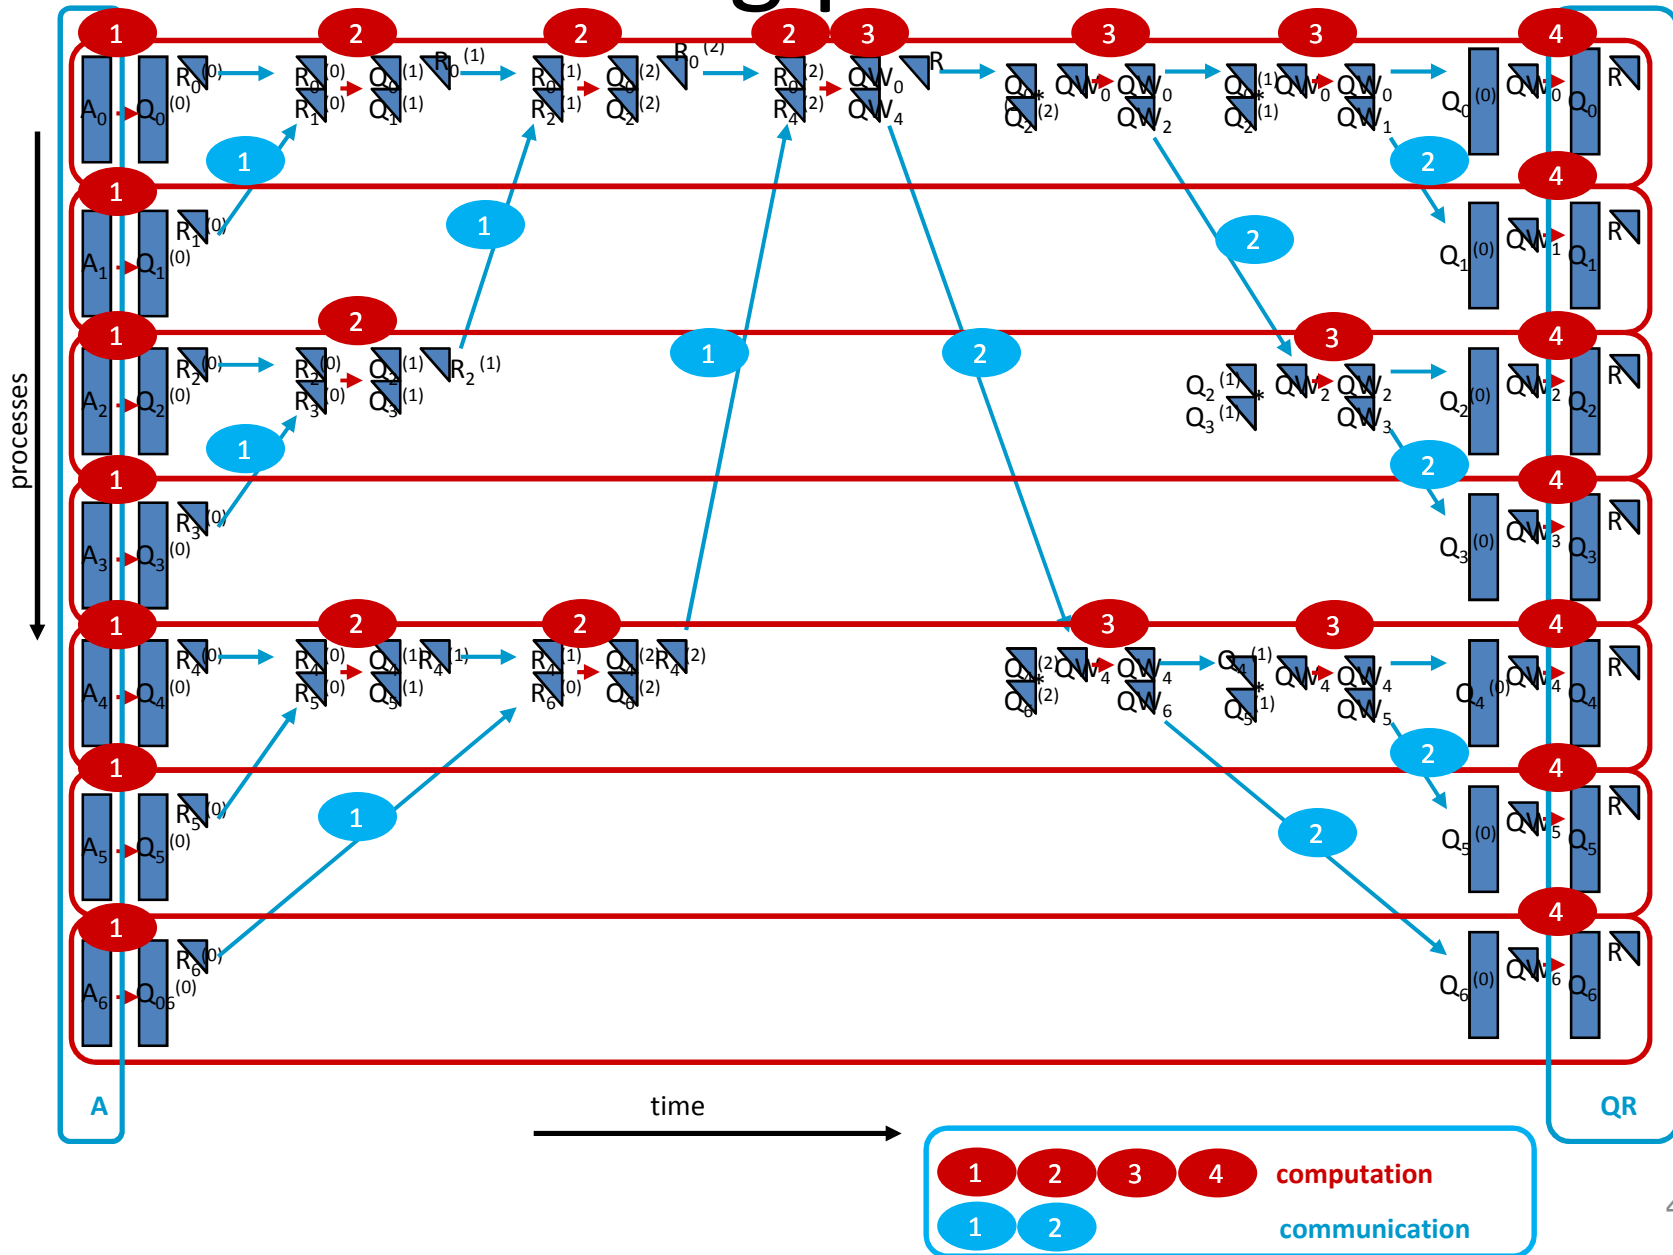 1 2 2 2 3 3 3 4
A0 Q0(0) R0(0) R0(0) R1(0) Q0(1) Q1(1) R0(1) R0(1) R2(1) Q0(2) Q2(2) R0(2) R0(2) R4(2) QW0 QW4 R Q2(2) * QW0 QW0 QW2 Q0(1) * Q2(1) QW0 QW0 QW1 Q0(0) QW0 Q0 R
1 2
1 4
A1 Q1(0) R1(0) 1 2 Q1(0) QW1 Q1 R
1 2 3 4
A2 Q2(0) R2(0) R2(0) R3(0) Q2(1) Q3(1) R2(1) 1 2 Q2(1) * Q3(1) QW2 QW2 QW3 Q2(0) QW2 Q2 R
1 2
1 4
A3 Q3(0) R3(0) Q3(0) QW3 Q3 R
1 2 2 3 3 4
A4 Q4(0) R4(0) R4(0) R5(0) Q4(1) Q5(1) R4(1) R4(1) R6(0) Q4(2) Q6(2) R4(2) Q4(2) * Q6(2) QW4 QW4 QW6 Q4(1) * Q5(1) QW4 QW4 QW5 Q4(0) QW4 Q4 R
2
1 4
A5 Q5(0) R5(0) 1 2 Q5(0) QW5 Q5 R
1 4
A6 Q06(0) R6(0) Q6(0) QW6 Q6 R
processes
A time QR
1 2 3 4 computation
1 2 communication